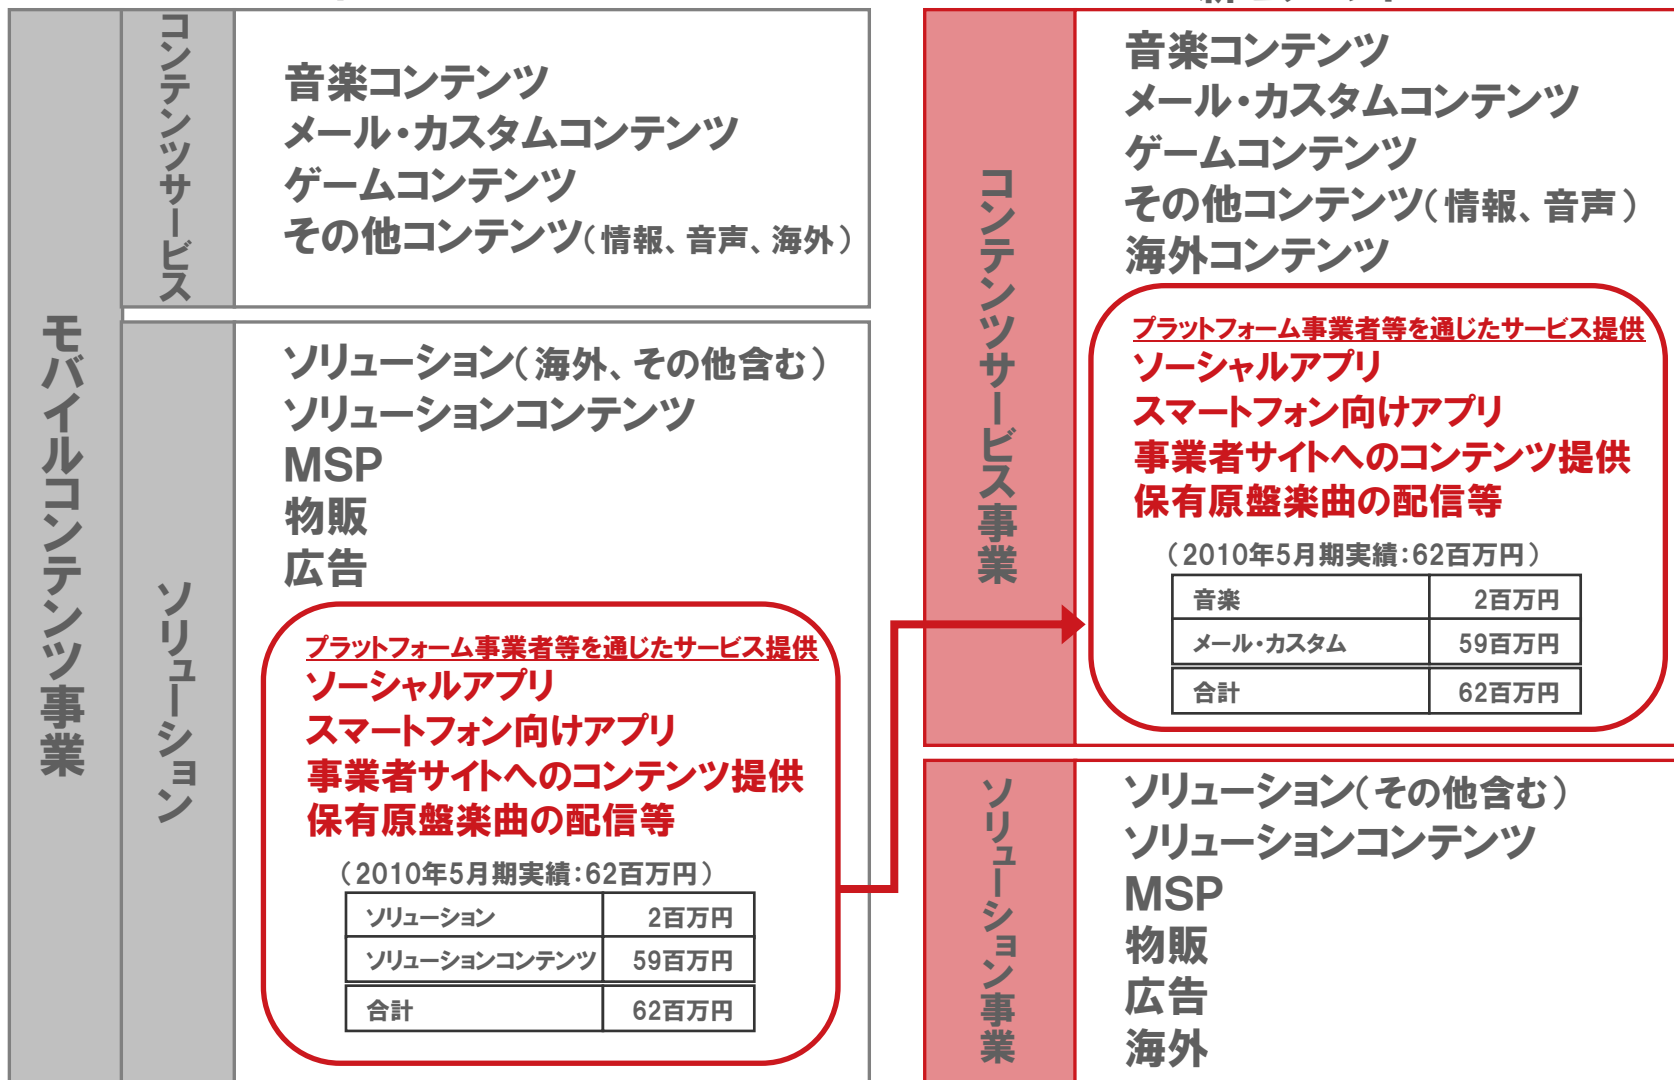 モバイルコンテンツ事業
コンテンツサービス
音楽コンテンツ
メール・カスタムコンテンツ
ゲームコンテンツ
その他コンテンツ(情報、音声、海外)
ソリューション
ソリューション(海外、その他含む)
ソリューションコンテンツ
MSP
物販
広告
プラットフォーム事業者等を通じたサービス提供
ソーシャルアプリ
スマートフォン向けアプリ
事業者サイトへのコンテンツ提供
保有原盤楽曲の配信等
(2010年5月期実績:62百万円)
ソリューション 2百万円
ソリューションコンテンツ 59百万円
合計 62百万円
コンテンツサービス事業
音楽コンテンツ
メール・カスタムコンテンツ
ゲームコンテンツ
その他コンテンツ(情報、音声)
海外コンテンツ
プラットフォーム事業者等を通じたサービス提供
ソーシャルアプリ
スマートフォン向けアプリ
事業者サイトへのコンテンツ提供
保有原盤楽曲の配信等
(2010年5月期実績:62百万円)
音楽 2百万円
メール・カスタム 59百万円
合計 62百万円
ソリューション事業
ソリューション(その他含む)
ソリューションコンテンツ
MSP
物販
広告
海外